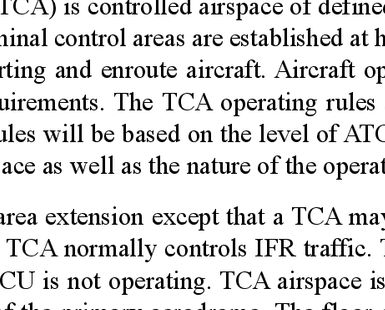 TCA) is controlled airspace of define
minal control areas are established at h
rting and enroute aircraft. Aircraft op
uirements. The TCA operating rules
ules will be based on the level of ATC
ace as well as the nature of the operat
area extension except that a TCA may
TCA normally controls IFR traffic.
CU is not operating. TCA airspace is
of the primary aerodrome. The floor